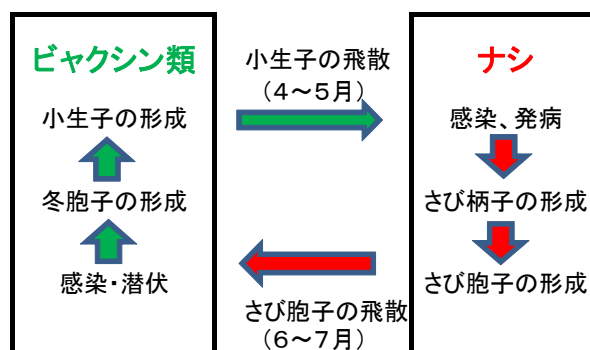 ビャクシン類
小生子の形成
冬胞子の形成
感染・潜伏
小生子の飛散
（4～5月）
さび胞子の飛散
（6～7月）
ナシ
感染、発病
さび柄子の形成
さび胞子の形成